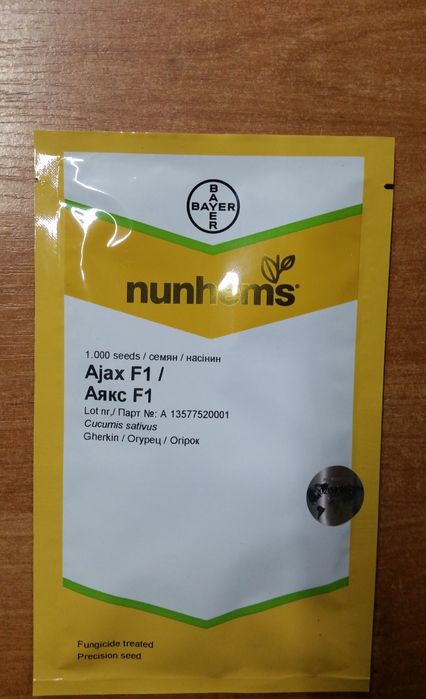 BAYER
BAYER
nunhems®
1.000 seeds / семян / насінин
Ajax F1 /
Аякс F1
Lot nr./ Парт №: A 13577520001
Cucumis sativus
Gherkin / Огурец / Огірок
Fungicide treated
Precision seed